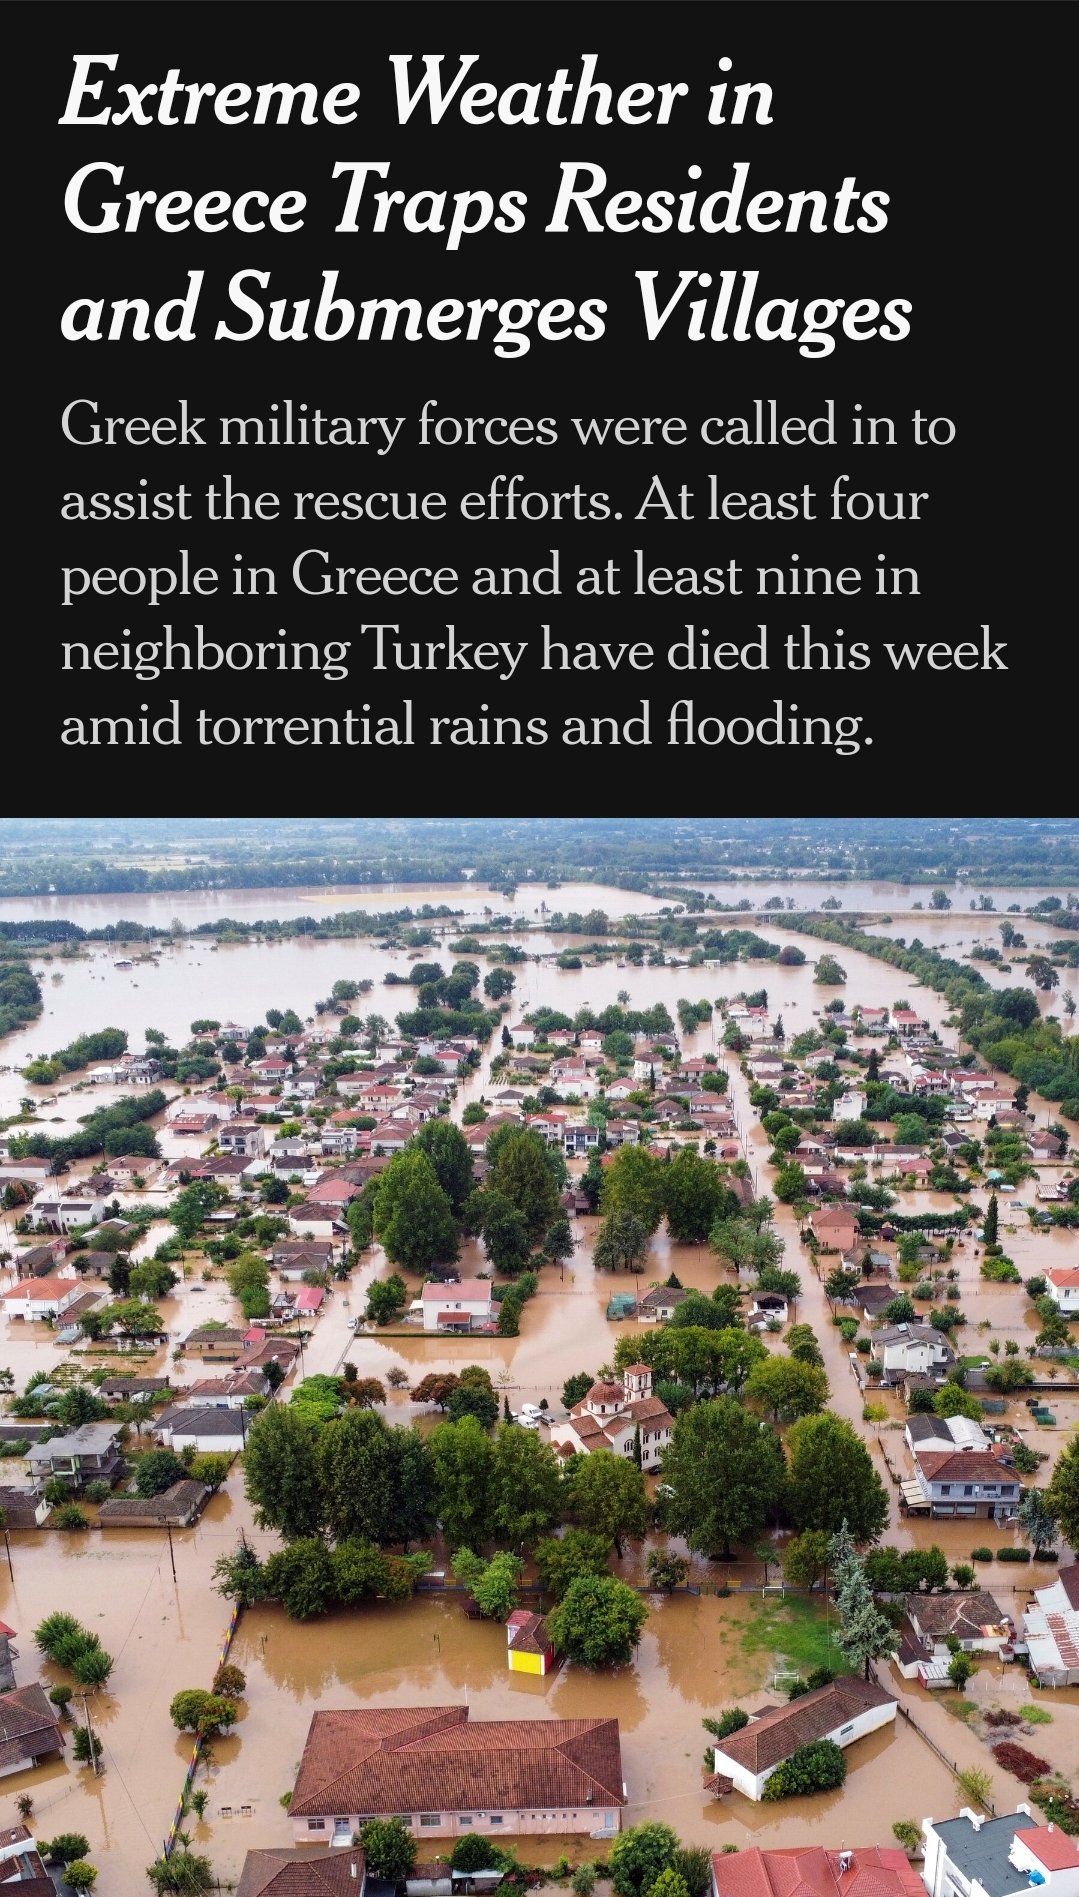 Extreme Weather in
Greece Traps Residents
and Submerges Villages
Greek military forces were called in to
assist the rescue efforts. At least four
people in Greece and at least nine in
neighboring Turkey have died this week
amid torrential rains and flooding.